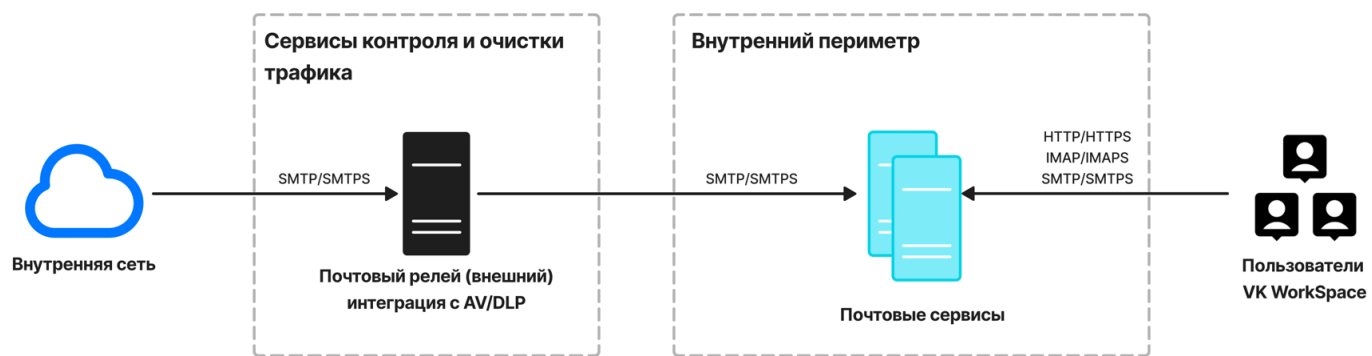 Сервисы контроля и очистки
трафика
Внутренний периметр
SMTP/SMTPS
SMTP/SMTPS
HTTP/HTTPS
IMAP/IMAPS
SMTP/SMTPS
Внутренняя сеть
Почтовый релей (внешний)
интеграция с AV/DLP
Почтовые сервисы
Пользователи
VK WorkSpace